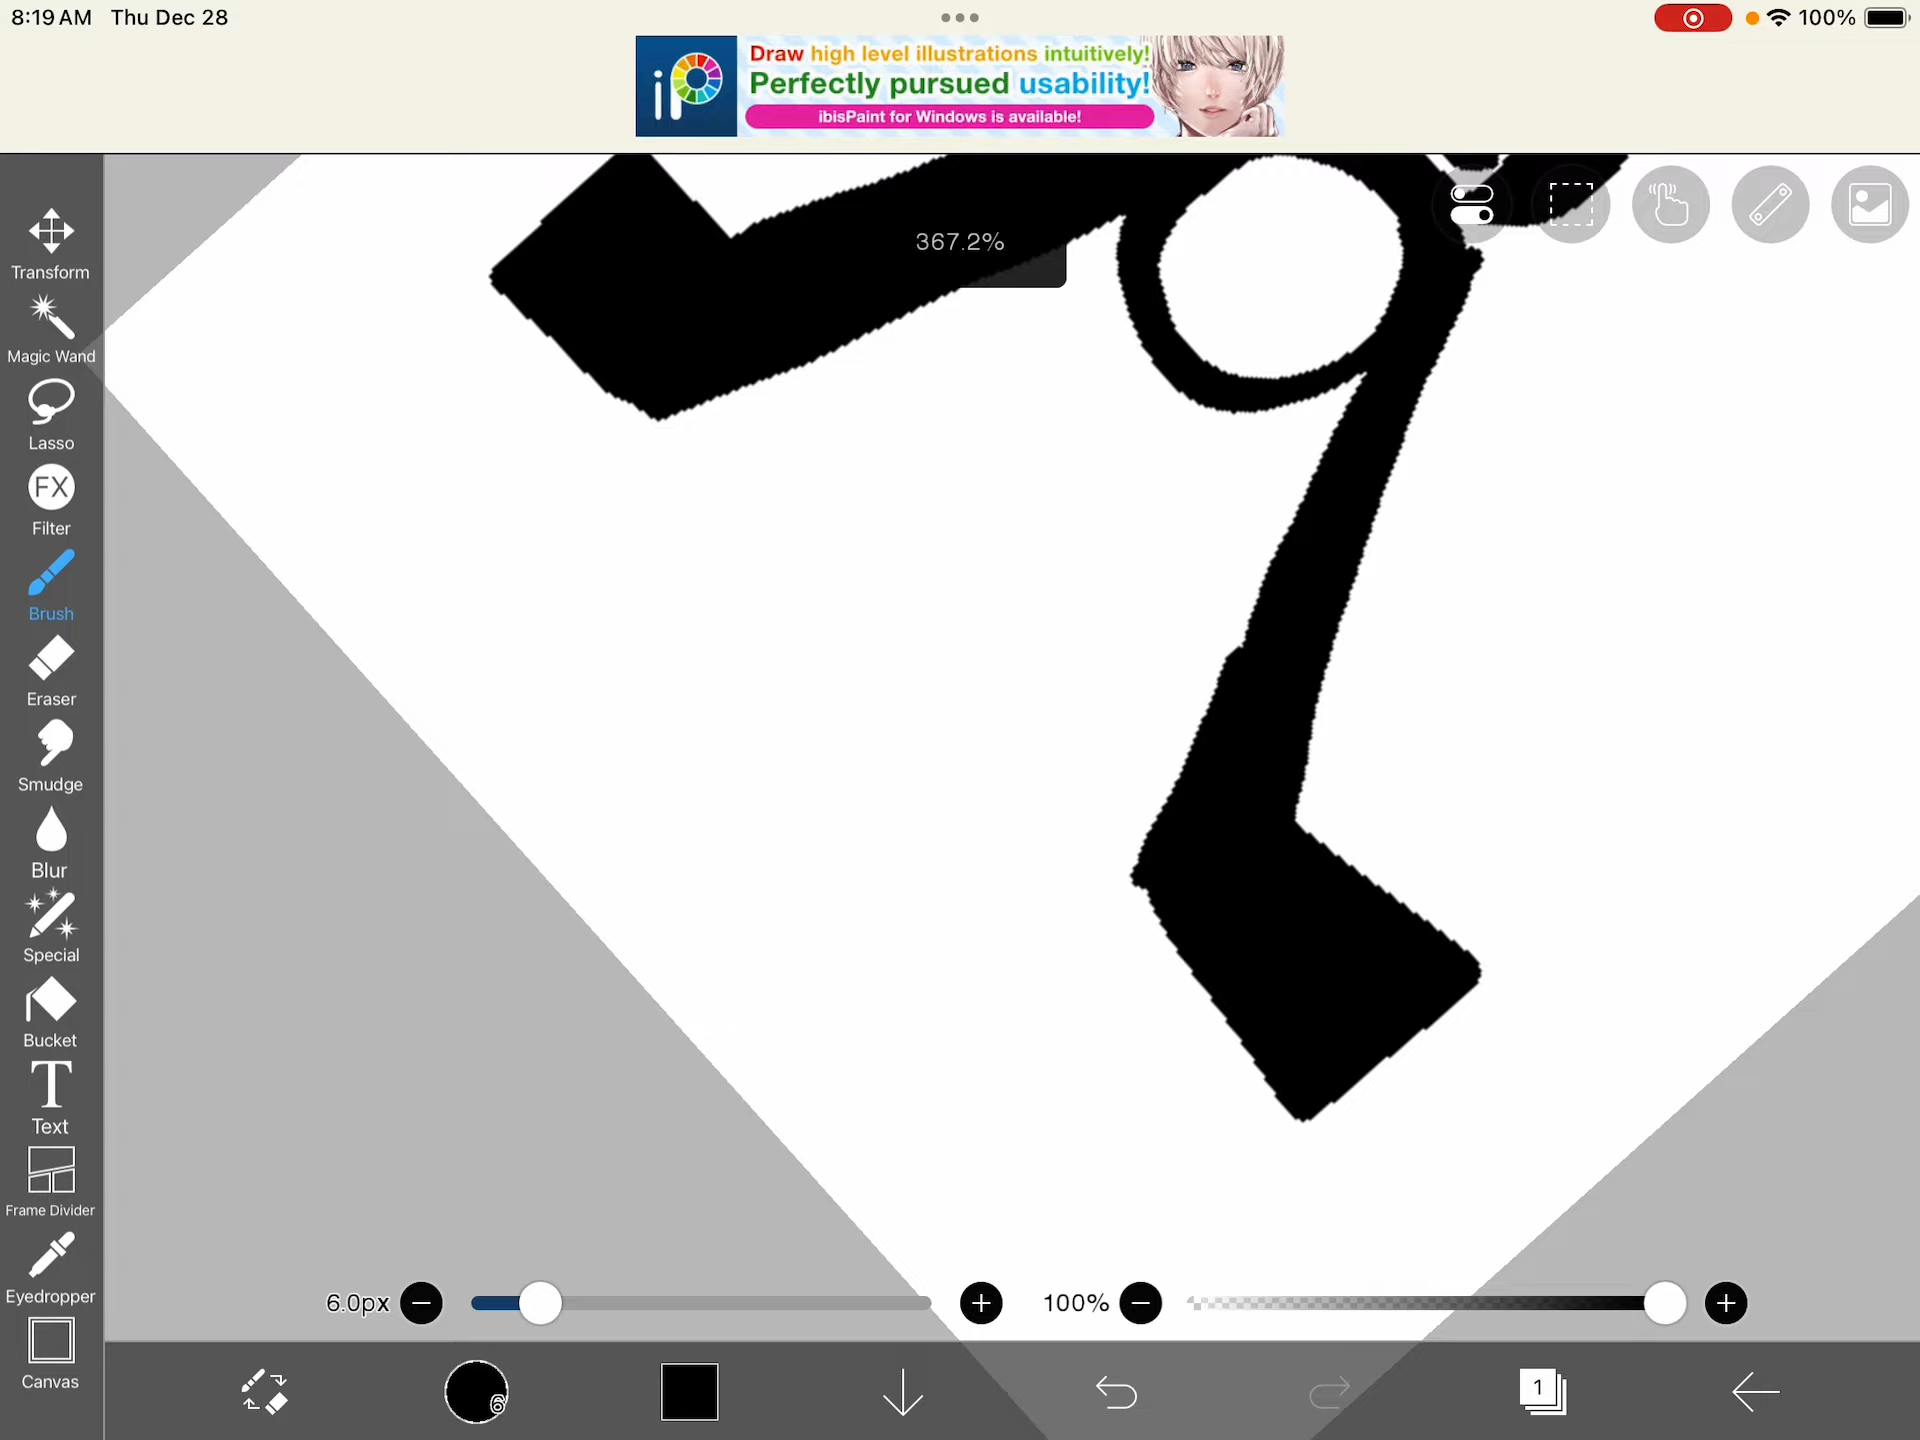 8:19 AM Thu Dec 28
100%
iP
Draw high level illustrations intuitively!
Perfectly pursued usability!
ibisPaint for Windows is available!
367.2%
Transform
Magic Wand
Lasso
FX
Filter
Brush
Eraser
Smudge
Blur
Special
Bucket
T
Text
Frame Divider
Eyedropper
Canvas
6.0px
100%
6
1